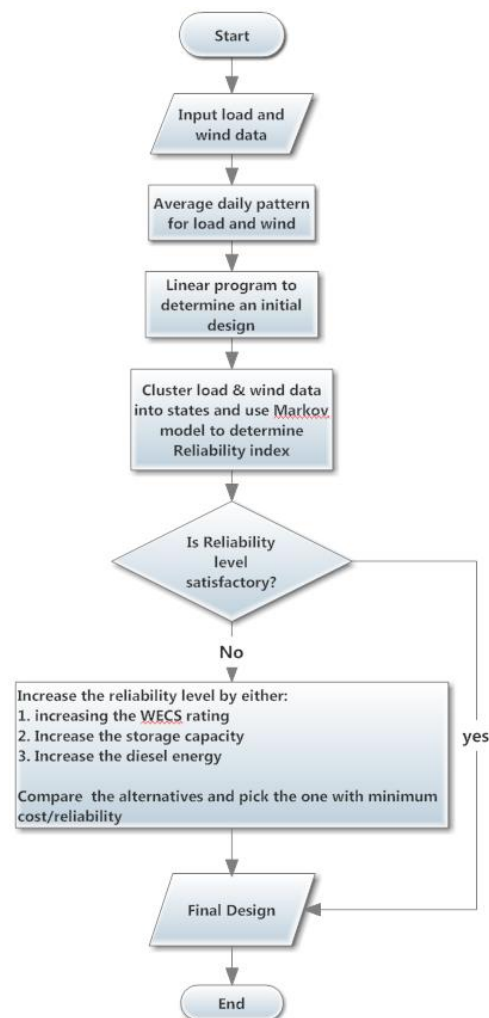 Start
Input load and
wind data
Average daily pattern
for load and wind
Linear program to
determine an initial
design
Cluster load & wind data
into states and use Markov
model to determine
Reliability index
Is Reliability
level
satisfactory?
No
yes
Increase the reliability level by either:
1. increasing the WECS rating
2. Increase the storage capacity
3. Increase the diesel energy
Compare the alternatives and pick the one with minimum
cost/reliability
Final Design
End